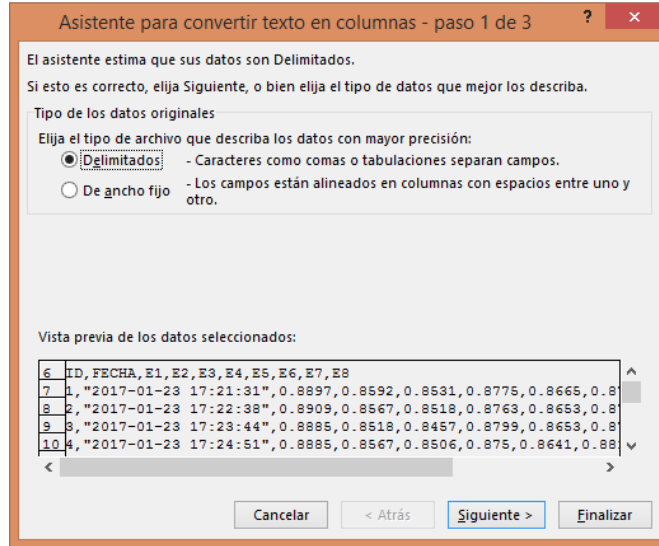 Asistente para convertir texto en columnas - paso 1 de 3
? ×
El asistente estima que sus datos son Delimitados.
Si esto es correcto, elija Siguiente, o bien elija el tipo de datos que mejor los describa.
Tipo de los datos originales
Elija el tipo de archivo que describa los datos con mayor precisión:
Delimitados - Caracteres como comas o tabulaciones separan campos.
De ancho fijo - Los campos están alineados en columnas con espacios entre uno y
otro.
Vista previa de los datos seleccionados:
6 ID,FECHA,E1,E2,E3,E4,E5,E6,E7,E8
7 1,"2017-01-23 17:21:31",0.8897,0.8592,0.8531,0.8775,0.8665,0.8
8 2,"2017-01-23 17:22:38",0.8909,0.8567,0.8518,0.8763,0.8653,0.8
9 3,"2017-01-23 17:23:44",0.8885,0.8518,0.8457,0.8799,0.8653,0.8
10 4,"2017-01-23 17:24:51",0.8885,0.8567,0.8506,0.875,0.8641,0.88
Cancelar < Atrás Siguiente > Finalizar